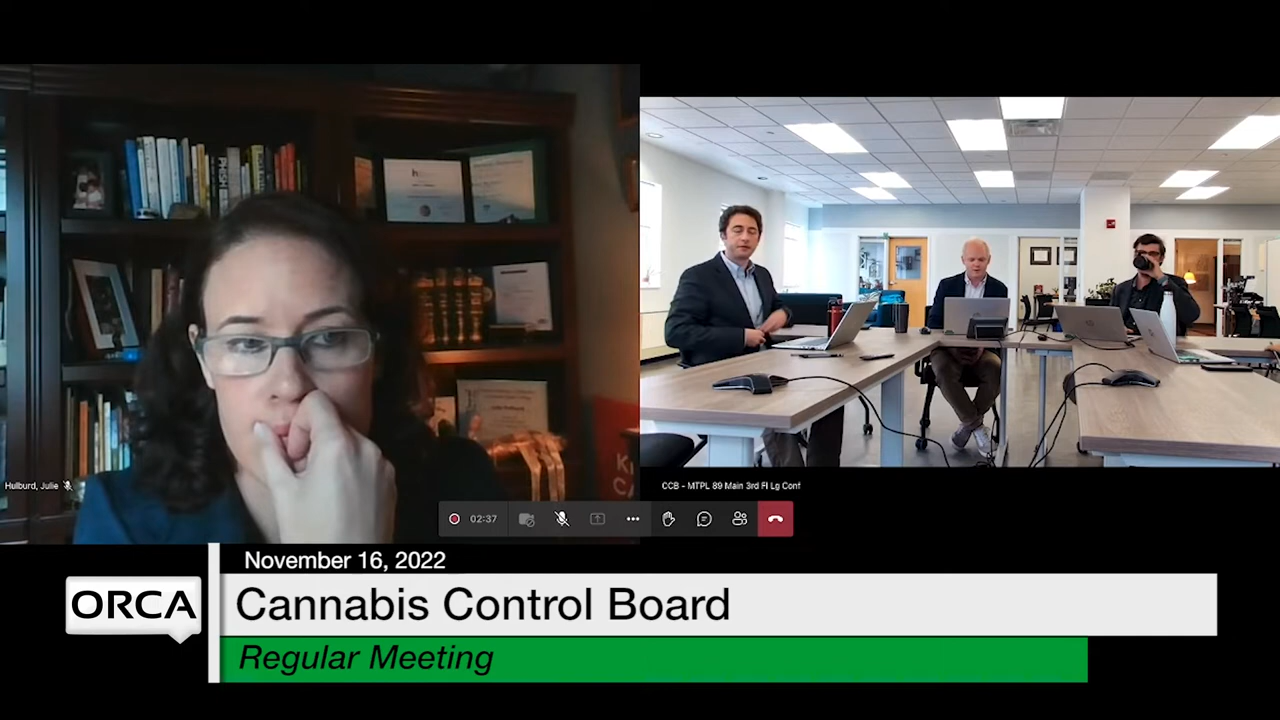 PHISH
Hulburd, Julie
CCB - MTPL 89 Main 3rd Fl Lg Conf
02:37
November 16, 2022
ORCA
Cannabis Control Board
Regular Meeting